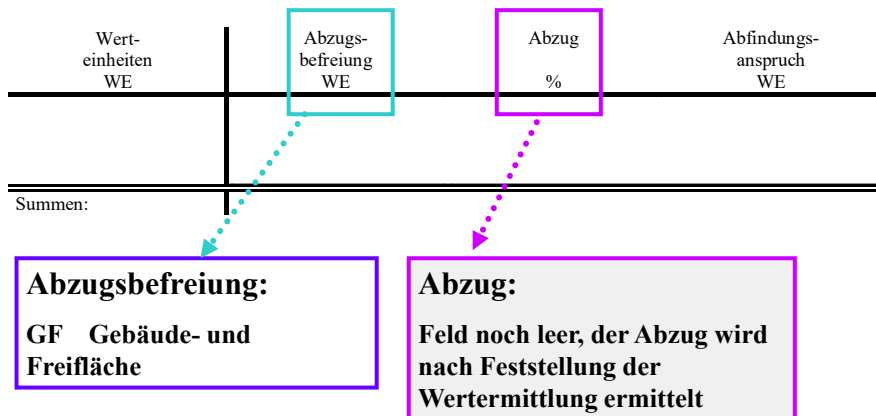 Wert-
einheiten
WE
Abzugs-
befreiung
WE
Abzug
%
Abfindungs-
anspruch
WE
Summen:
Abzugsbefreiung:
GF Gebäude- und
Freifläche
Abzug:
Feld noch leer, der Abzug wird
nach Feststellung der
Wertermittlung ermittelt